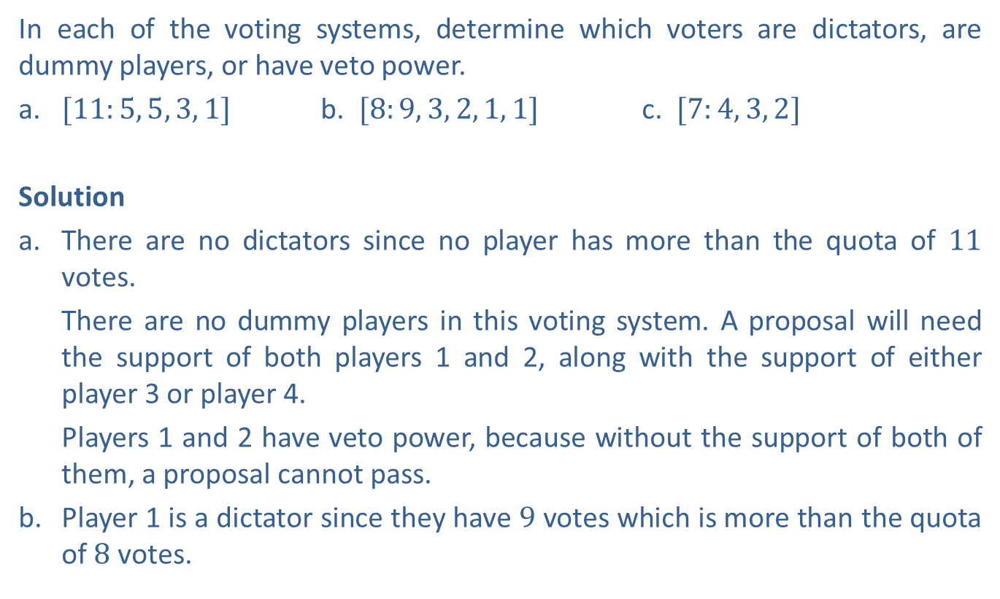 In each of the voting systems, determine which voters are dictators, are
dummy players, or have veto power.
a. [11: 5, 5, 3, 1] b. [8: 9, 3, 2, 1, 1] c. [7: 4, 3, 2]
Solution
a. There are no dictators since no player has more than the quota of 11
votes.
There are no dummy players in this voting system. A proposal will need
the support of both players 1 and 2, along with the support of either
player 3 or player 4.
Players 1 and 2 have veto power, because without the support of both of
them, a proposal cannot pass.
b. Player 1 is a dictator since they have 9 votes which is more than the quota
of 8 votes.